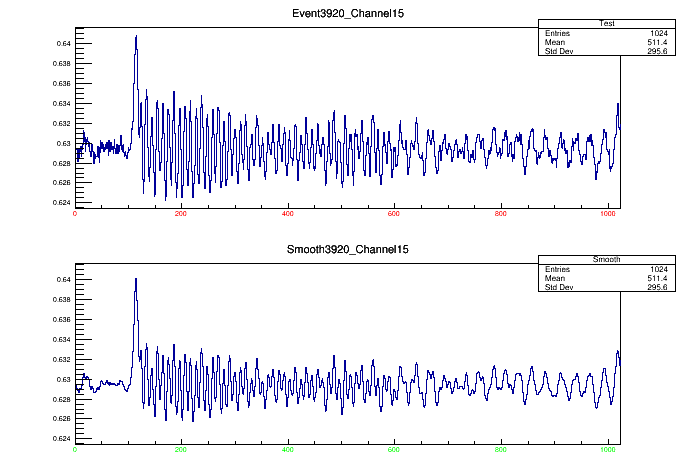 Event3920_Channel15
Test
Entries 1024
Mean 511.4
Std Dev 295.6
0.64
0.638
0.636
0.634
0.632
0.63
0.628
0.626
0.624
0 200 400 600 800 1000
Smooth3920_Channel15
Smooth
Entries 1024
Mean 511.4
Std Dev 295.6
0.64
0.638
0.636
0.634
0.632
0.63
0.628
0.626
0.624
0 200 400 600 800 1000